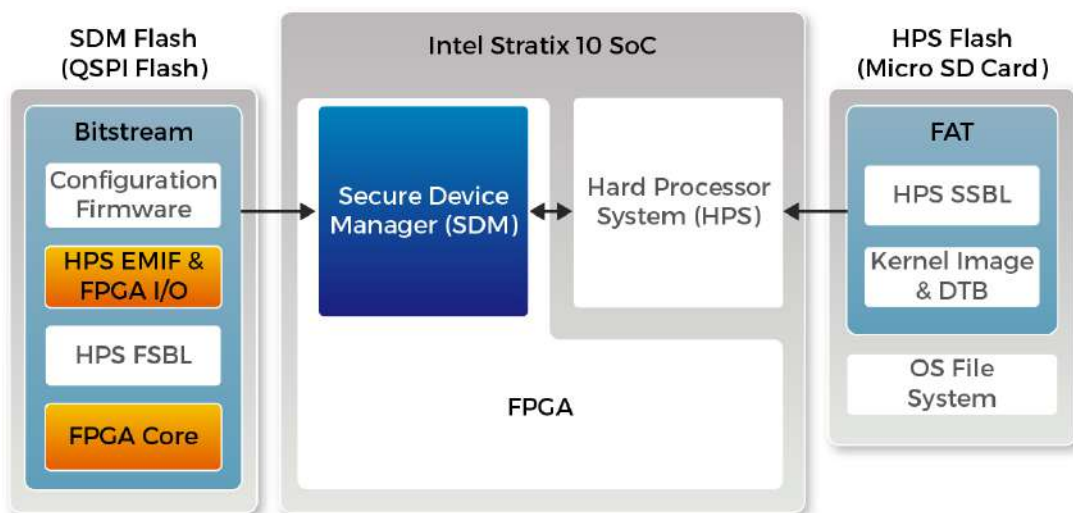 SDM Flash
(QSPI Flash)
Bitstream
Configuration
Firmware
HPS EMIF &
FPGA I/O
HPS FSBL
FPGA Core
Intel Stratix 10 SoC
Secure Device
Manager (SDM)
Hard Processor
System (HPS)
FPGA
HPS Flash
(Micro SD Card)
FAT
HPS SSBL
Kernel Image
& DTB
OS File
System